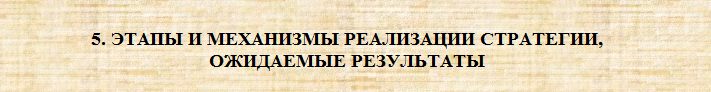 5. ЭТАПЫ И МЕХАНИЗМЫ РЕАЛИЗАЦИИ СТРАТЕГИИ,
ОЖИДАЕМЫЕ РЕЗУЛЬТАТЫ